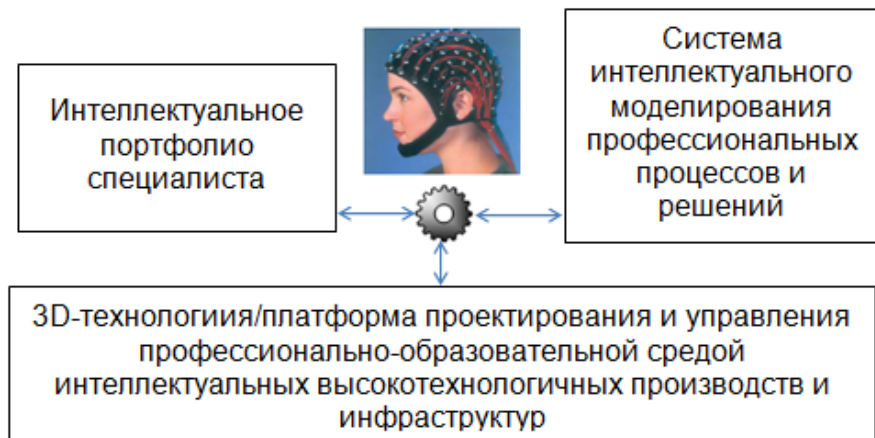 Интеллектуальное
портфолио
специалиста
Система
интеллектуального
моделирования
профессиональных
процессов и
решений
3D-технологиия/платформа проектирования и управления
профессионально-образовательной средой
интеллектуальных высокотехнологичных производств и
инфраструктур